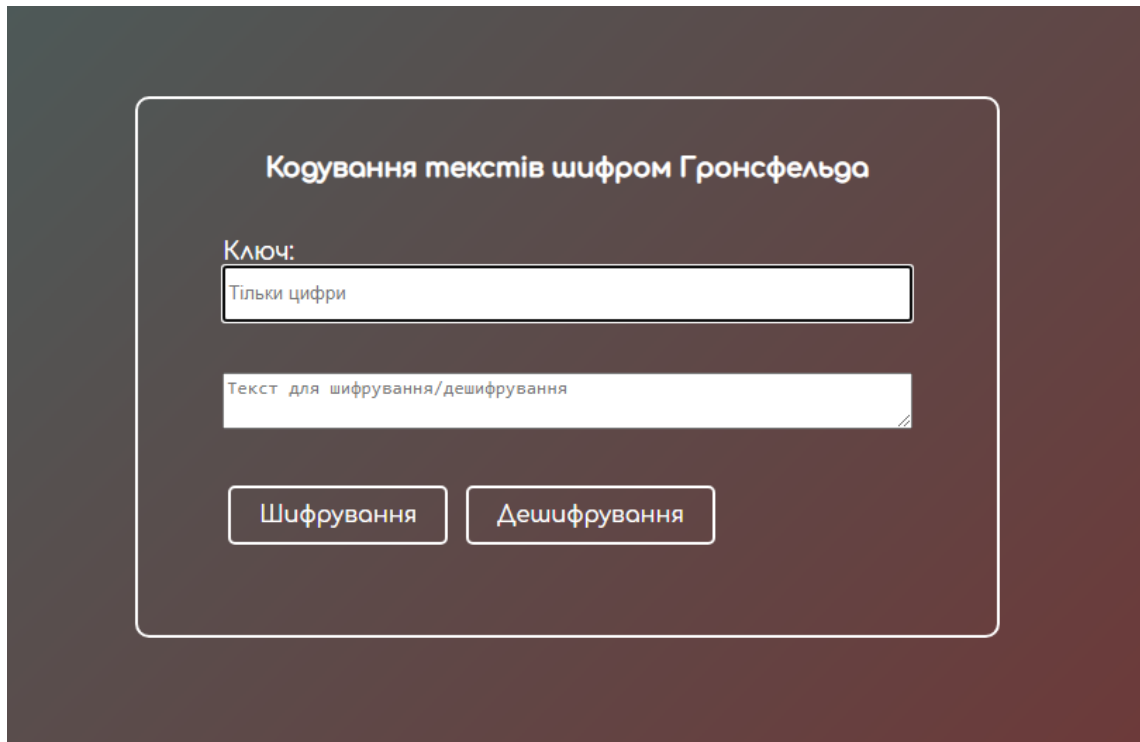 Кодування текстів шифром Гронсфельда
Ключ:
Тільки цифри
Текст для шифрування/дешифрування
Шифрування
Дешифрування